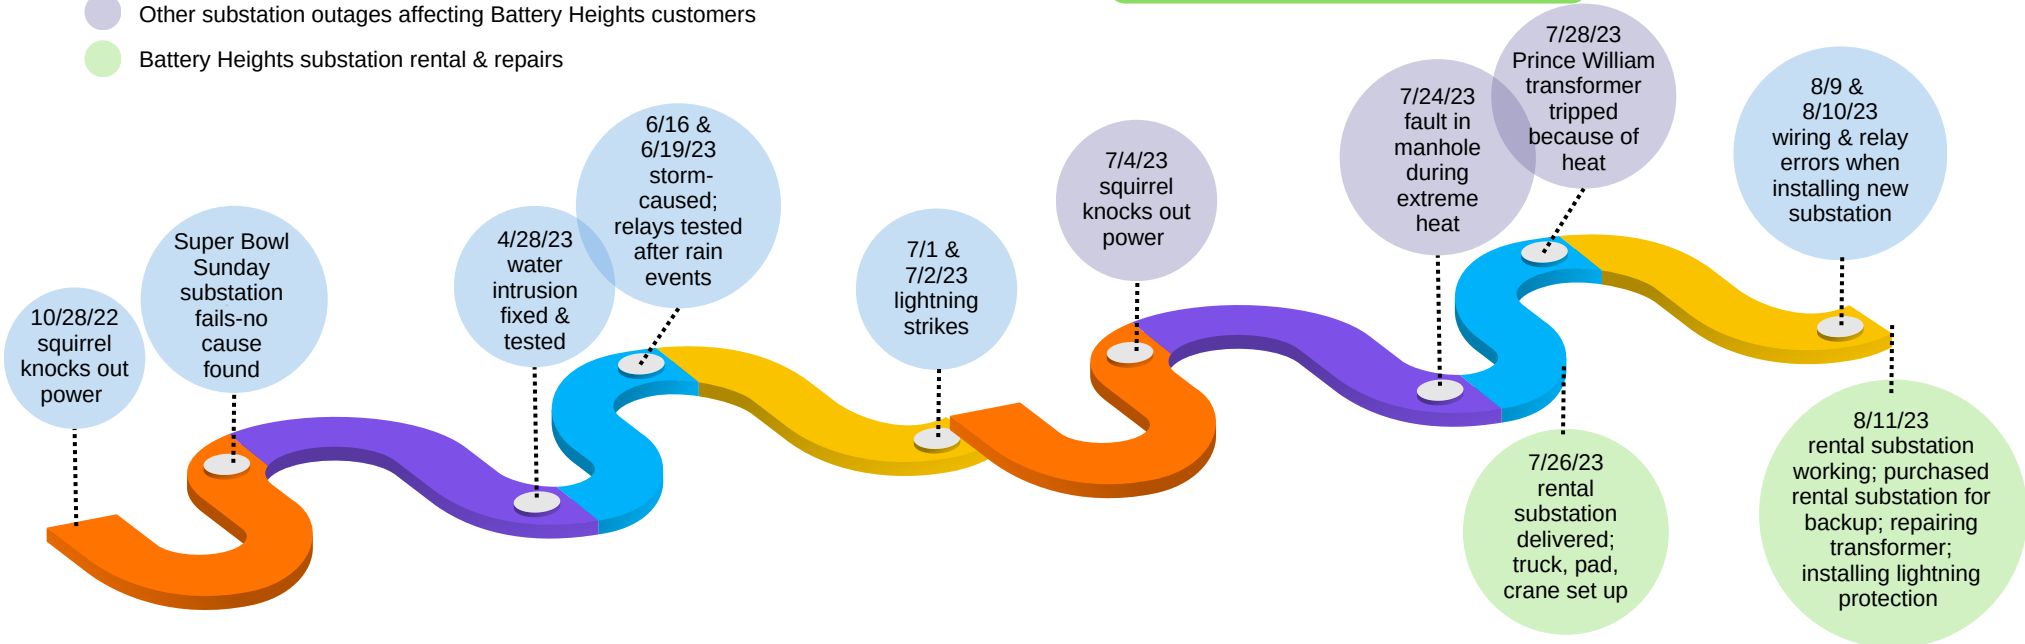 Other substation outages affecting Battery Heights customers
Battery Heights substation rental & repairs
10/28/22
squirrel
knocks out
power
Super Bowl
Sunday
substation
fails-no
cause
found
4/28/23
water
intrusion
fixed &
tested
6/16 &
6/19/23
storm-
caused;
relays tested
after rain
events
7/1 &
7/2/23
lightning
strikes
7/4/23
squirrel
knocks out
power
7/24/23
fault in
manhole
during
extreme
heat
7/26/23
rental
substation
delivered;
truck, pad,
crane set up
7/28/23
Prince William
transformer
tripped
because of
heat
8/9 &
8/10/23
wiring & relay
errors when
installing new
substation
8/11/23
rental substation
working; purchased
rental substation for
backup; repairing
transformer;
installing lightning
protection